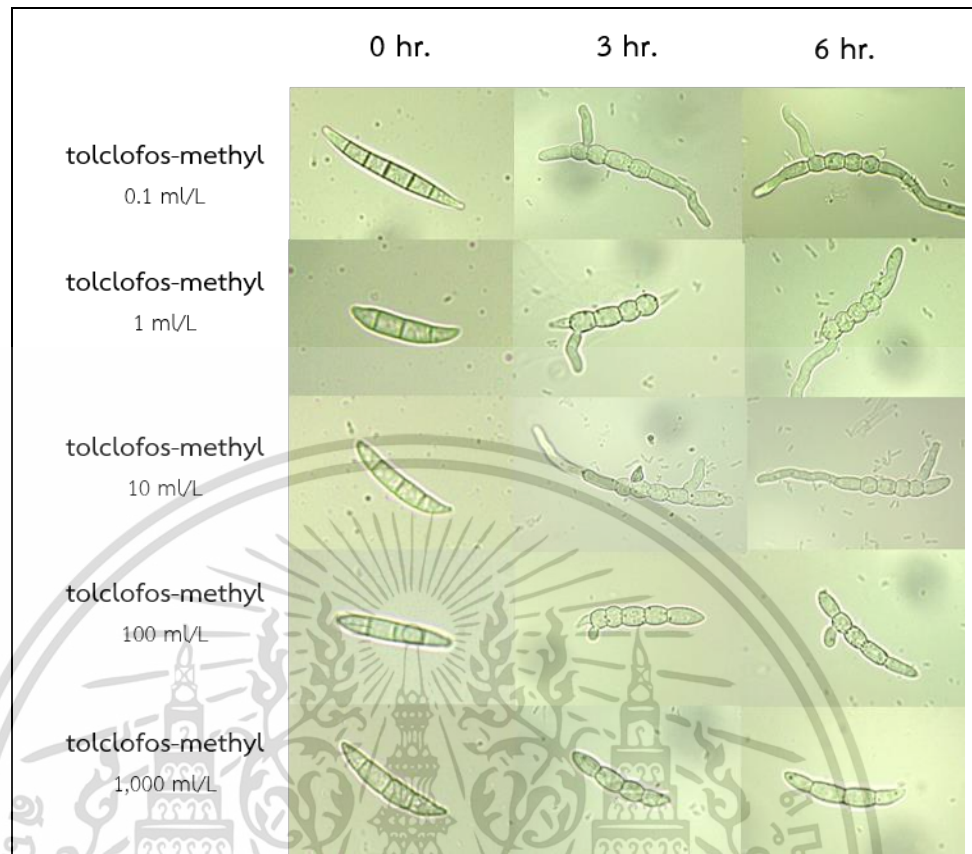 0 hr. 3 hr. 6 hr.
tolclofos-methyl
0.1 ml/L
tolclofos-methyl
1 ml/L
tolclofos-methyl
10 ml/L
tolclofos-methyl
100 ml/L
tolclofos-methyl
1,000 ml/L